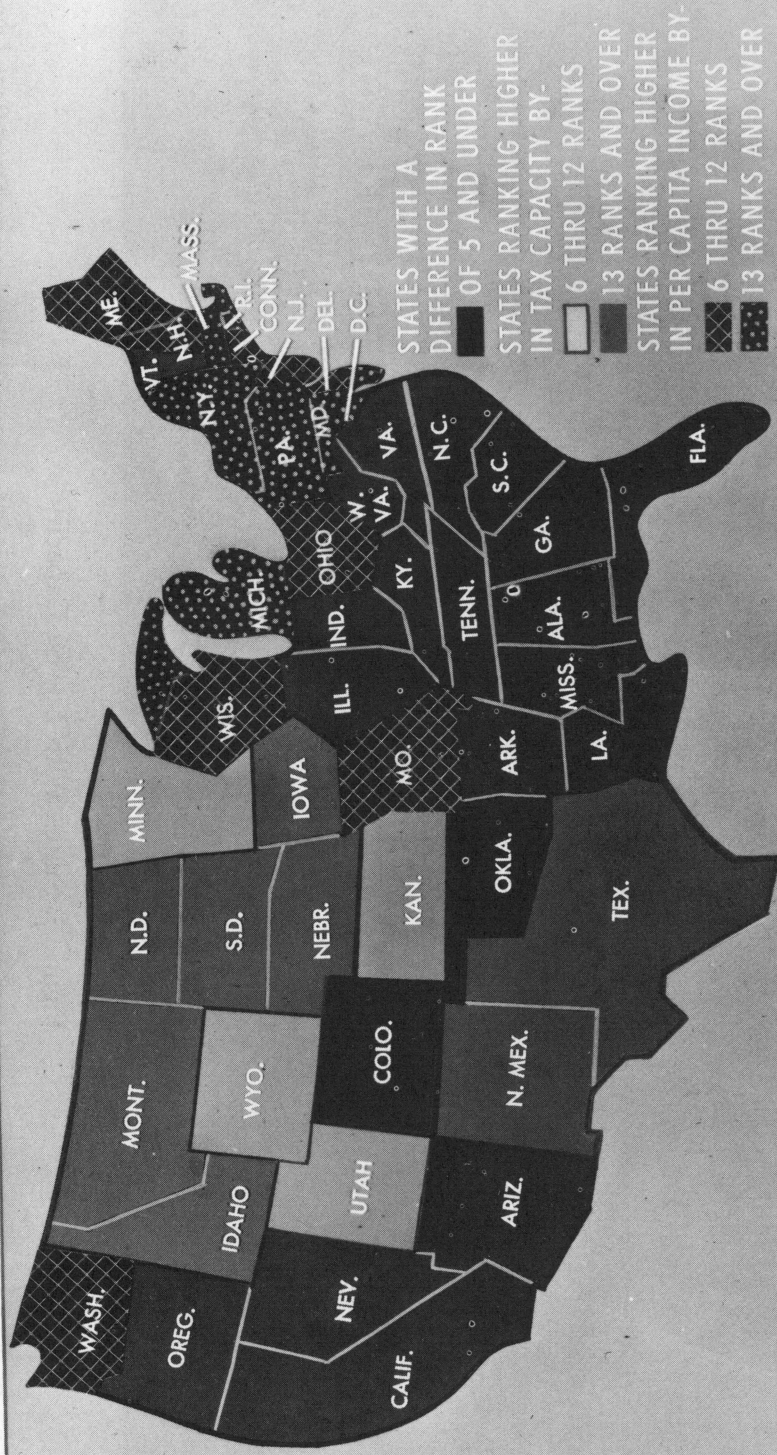 WASH.
OREG.
CALIF.
NEV.
IDAHO
MONT.
WYO.
UTAH
COLO.
ARIZ.
N. MEX.
N.D.
S.D.
NEBR.
KAN.
OKLA.
TEX.
MINN.
IOWA
MO.
ARK.
LA.
WIS.
ILL.
MICH.
IND.
OHIO
KY.
TENN.
MISS.
ALA.
GA.
FLA.
S.C.
N.C.
VA.
W.
VA.
PA.
MD.
N.Y.
VT.
N.H.
ME.
MASS.
R.I.
CONN.
N.J.
DEL.
D.C.
STATES WITH A
DIFFERENCE IN RANK
OF 5 AND UNDER
STATES RANKING HIGHER
IN TAX CAPACITY BY-
6 THRU 12 RANKS
13 RANKS AND OVER
STATES RANKING HIGHER
IN PER CAPITA INCOME BY-
6 THRU 12 RANKS
13 RANKS AND OVER